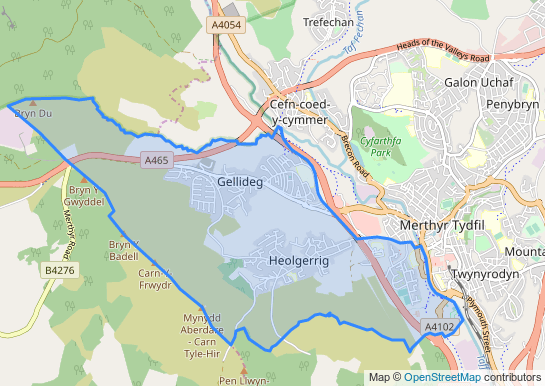 A4054
Trefechan
Taf Fechan
Heads of the Valleys Road
Galon Uchaf
Penybryn
Cefn-coed-
y-cymmer
Bryn Du
Brecon Road
Cyfarthfa
Park
A465
Gellideg
Bryn Y
Gwyddel
Merthyr Road
Merthyr Tydfil
Bryn Y
Badell
Heolgerrig
Mounta
B4276
Carn Y
Frwydr
Twynyrodyn
Plymouth Street
Mynydd
Aberdare
- Carn
Tyle-Hir
A4102
Pen Llwyn-
Map © OpenStreetMap contributors